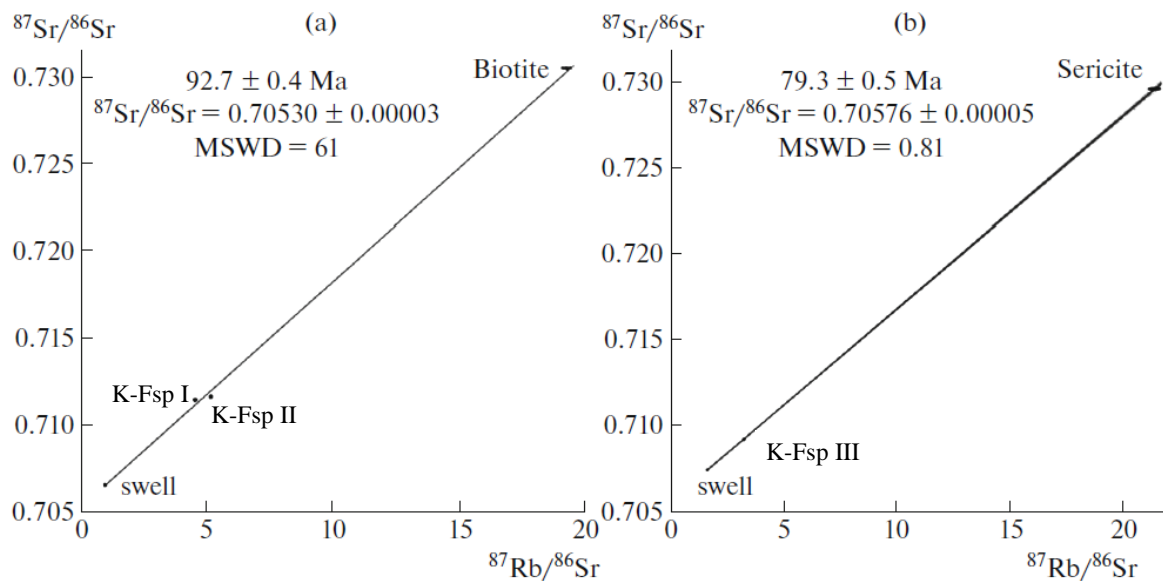 ⁸⁷Sr/⁸⁶Sr
(a)
92.7 ± 0.4 Ma
⁸⁷Sr/⁸⁶Sr = 0.70530 ± 0.00003
MSWD = 61
Biotite
0.730
0.725
0.720
0.715
0.710
0.705
K-Fsp I
K-Fsp II
swell
0
5
10
15
20
⁸⁷Rb/⁸⁶Sr
⁸⁷Sr/⁸⁶Sr
(b)
79.3 ± 0.5 Ma
⁸⁷Sr/⁸⁶Sr = 0.70576 ± 0.00005
MSWD = 0.81
Sericite
0.730
0.725
0.720
0.715
0.710
0.705
K-Fsp III
swell
0
5
10
15
20
⁸⁷Rb/⁸⁶Sr